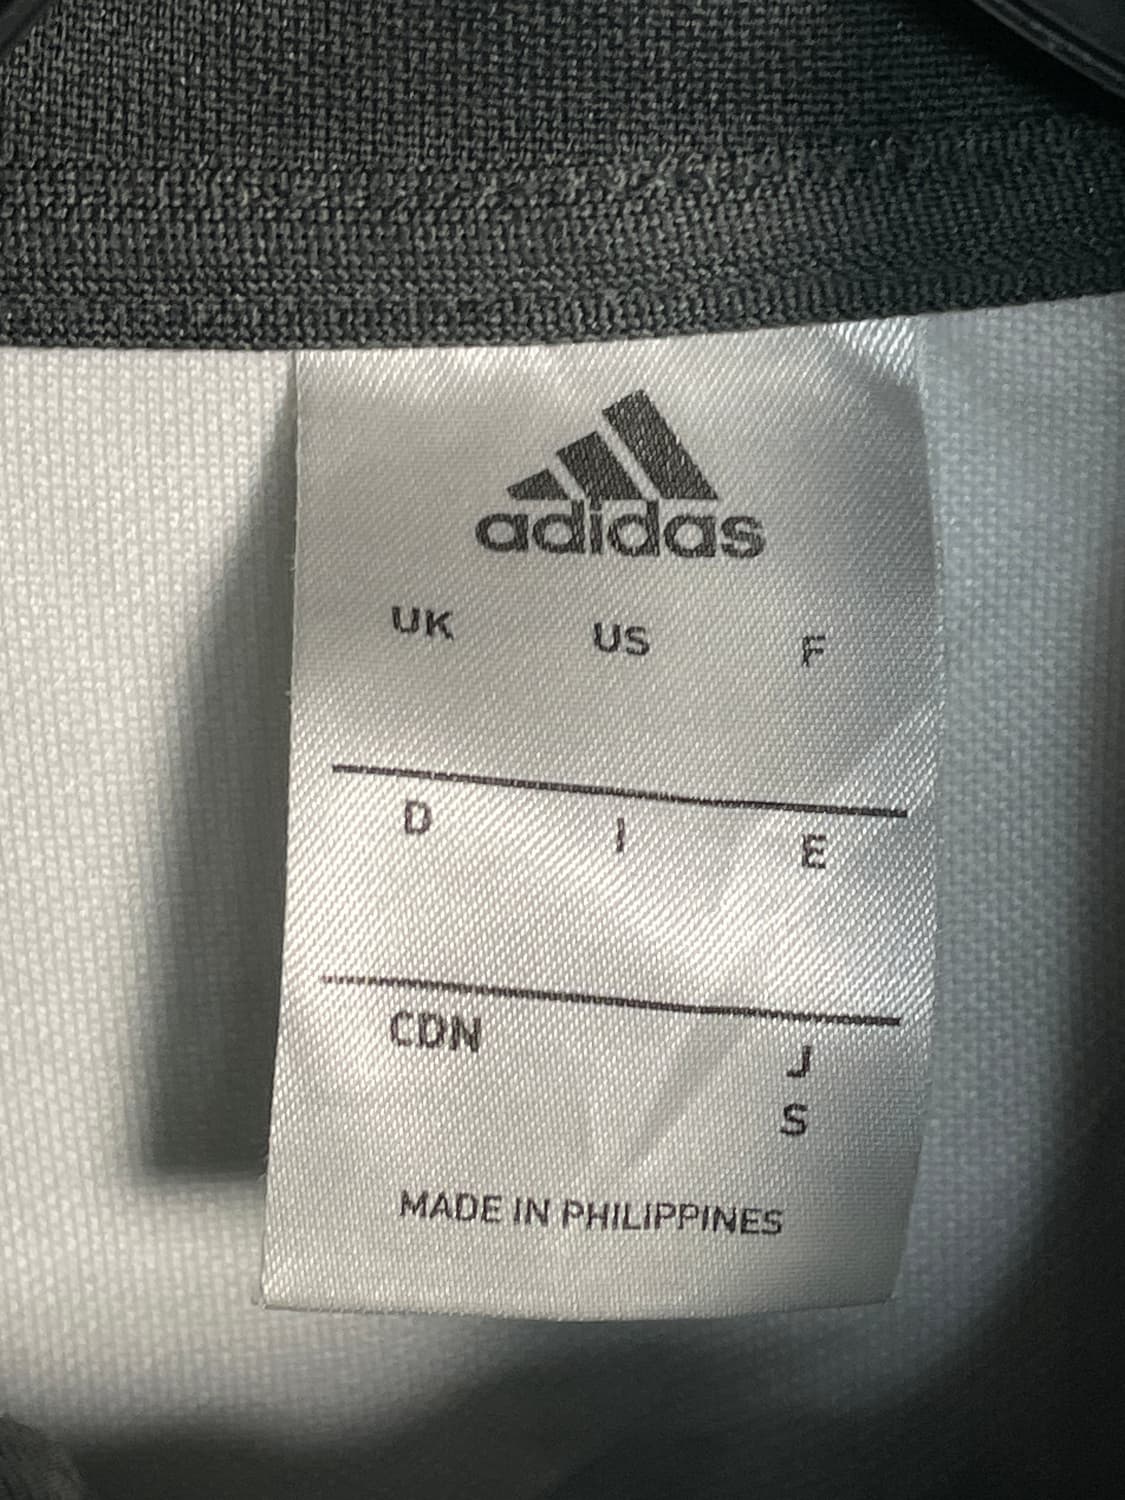 adidas
UK US F
D I E
CDN J
S
MADE IN PHILIPPINES